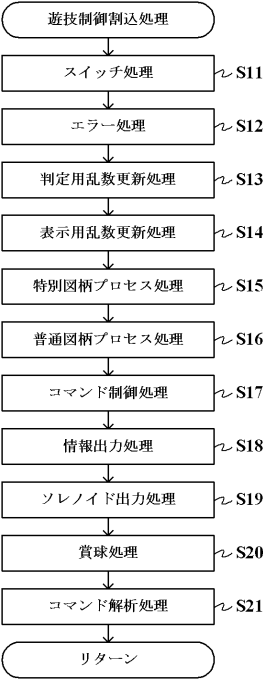 遊技制御割込処理
スイッチ処理 S11
エラー処理 S12
判定用乱数更新処理 S13
表示用乱数更新処理 S14
特別図柄プロセス処理 S15
普通図柄プロセス処理 S16
コマンド制御処理 S17
情報出力処理 S18
ソレノイド出力処理 S19
賞球処理 S20
コマンド解析処理 S21
リターン